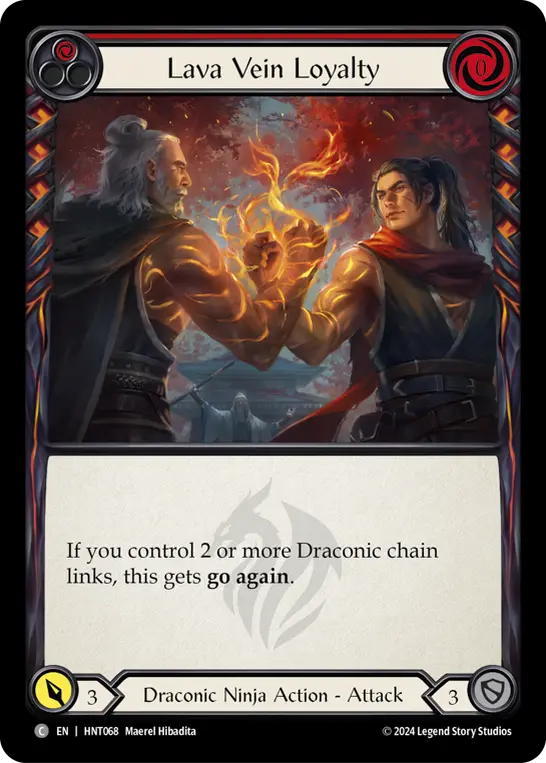 Lava Vein Loyalty
0
If you control 2 or more Draconic chain
links, this gets go again.
3
Draconic Ninja Action - Attack
3
C EN | HNT068 Maerel Hibadita
© 2024 Legend Story Studios